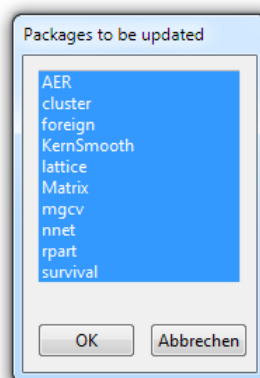 Packages to be updated
AER
cluster
foreign
KernSmooth
lattice
Matrix
mgcv
nnet
rpart
survival
OK
Abbrechen